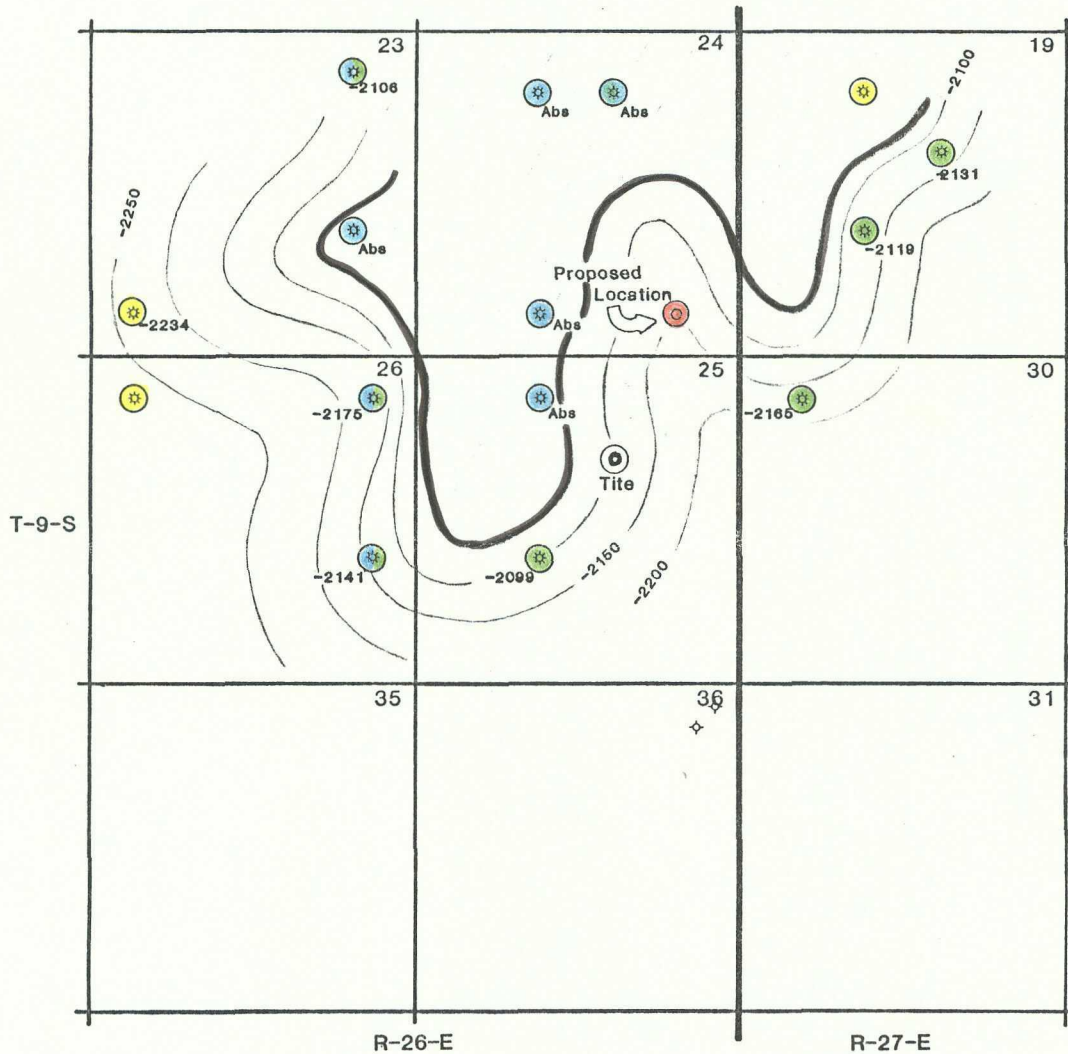 23
24
19
-2106
Abs
Abs
-2100
-2131
-2250
Abs
-2119
Proposed
Location
-2234
Abs
26
25
30
-2175
Abs
-2165
Tite
T-9-S
-2141
-2099
-2150
-2200
35
36
31
R-26-E
R-27-E